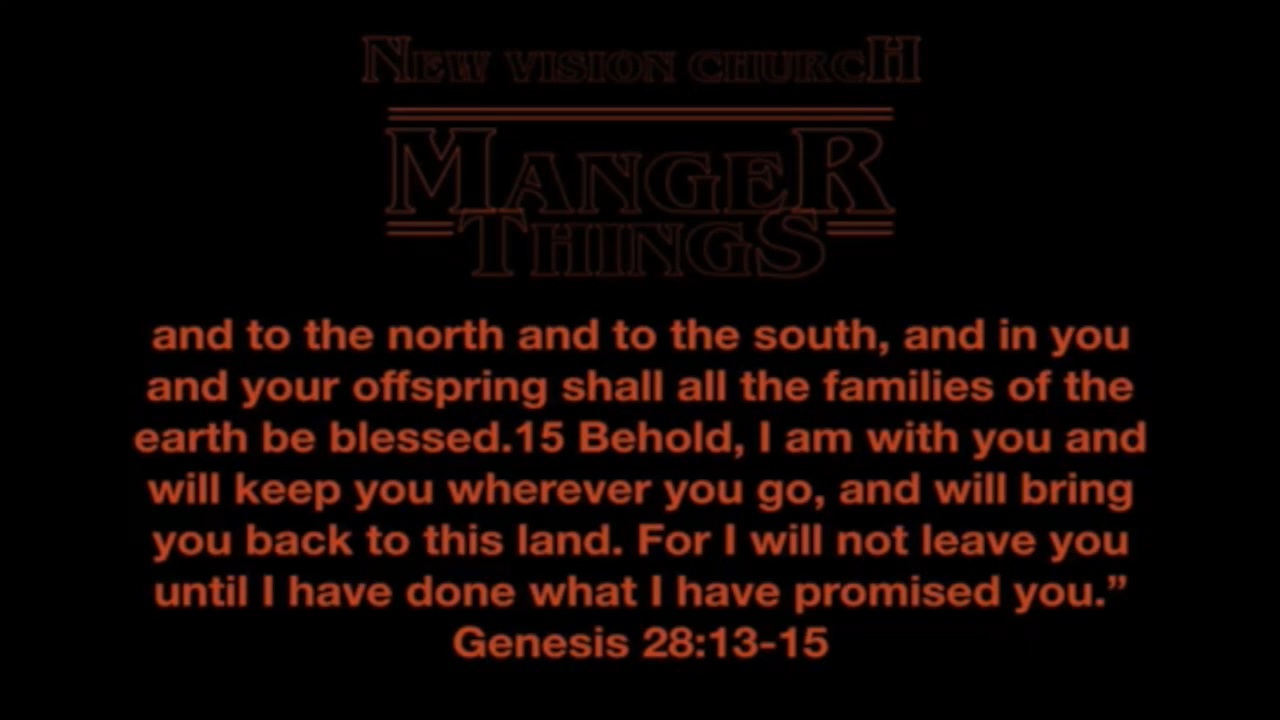 NEW VISION CHURCH
MANGER
THINGS
and to the north and to the south, and in you
and your offspring shall all the families of the
earth be blessed.15 Behold, I am with you and
will keep you wherever you go, and will bring
you back to this land. For I will not leave you
until I have done what I have promised you.”
Genesis 28:13-15